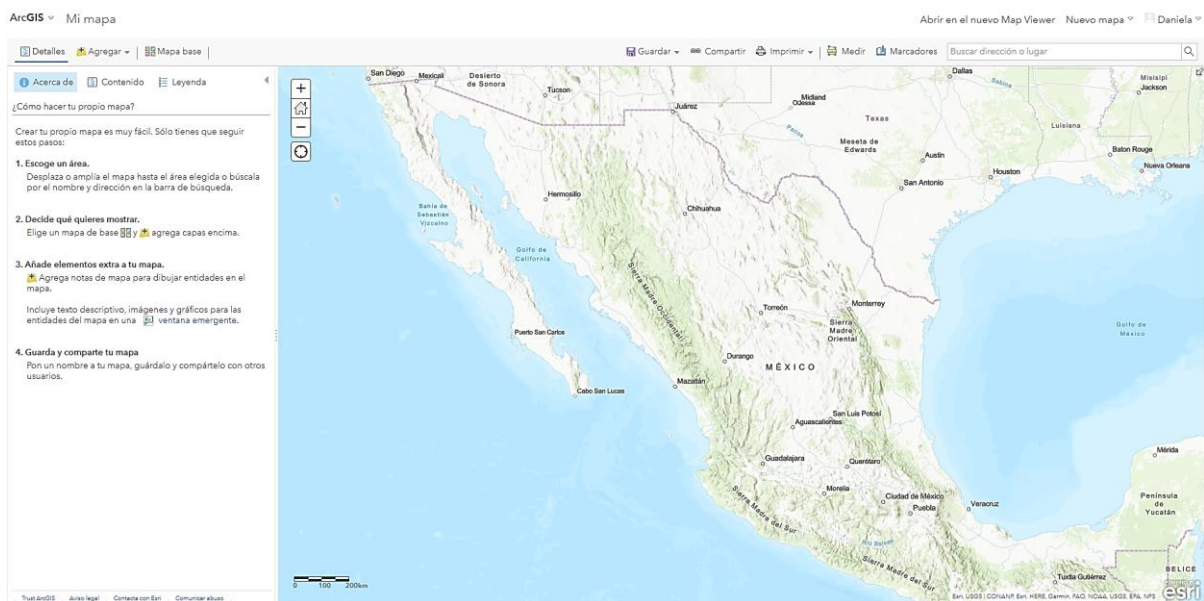 ArcGIS Mi mapa
Abrir en el nuevo Map Viewer Nuevo mapa Daniela
Detalles Agregar Mapa base
Guardar Compartir Imprimir Medir Marcadores Buscar dirección o lugar
Acerca de Contenido Leyenda
¿Cómo hacer tu propio mapa?
Crear tu propio mapa es muy fácil. Sólo tienes que seguir
estos pasos:
1. Escoge un área.
Desplaza o amplía el mapa hasta el área elegida o búscala
por el nombre y dirección en la barra de búsqueda.
2. Decide qué quieres mostrar.
Elige un mapa de base y agrega capas encima.
3. Añade elementos extra a tu mapa.
Agrega notas de mapa para dibujar entidades en el
mapa.
Incluye texto descriptivo, imágenes y gráficos para las
entidades del mapa en una ventana emergente.
4. Guarda y comparte tu mapa
Pon un nombre a tu mapa, guárdalo y compártelo con otros
usuarios.
Trust ArcGIS Aviso legal Contacta con Esri Comunicar abuso
+
−
San Diego
Mexicali
Desierto
de Sonora
Tucson
Juárez
Midland
Odessa
Dallas
Sabine
Misisipi
Jackson
Texas
Pecos
Meseta de
Edwards
Luisiana
Austin
Baton Rouge
Houston
Nueva Orleans
San Antonio
Hermosillo
Chihuahua
Bahía de
Sebastián
Vizcaíno
Golfo de
California
Sierra Madre Occidental
Torreón
Monterrey
Sierra
Madre
Oriental
Golfo de
México
Puerto San Carlos
Durango
MÉXICO
Mazatlán
Cabo San Lucas
San Luis Potosí
Aguascalientes
Guadalajara
Querétaro
Mérida
Morelia
Ciudad de México
Puebla
Veracruz
Península
de
Yucatán
Sierra Madre del Sur
Río Balsas
Sierra Madre del Sur
Tuxtla Gutiérrez
BELICE
0 100 200km
Esri, USGS | CONANP, Esri, HERE, Garmin, FAO, NOAA, USGS, EPA, NPS
esri